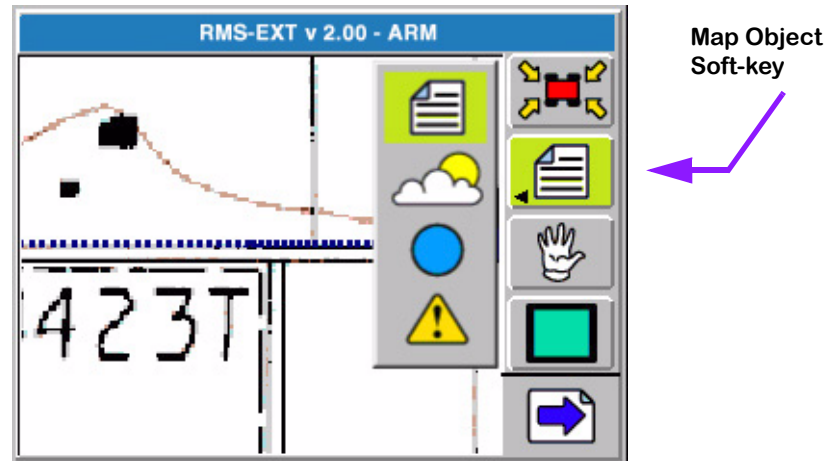 RMS-EXT v 2.00 - ARM
Map Object
Soft-key
423T